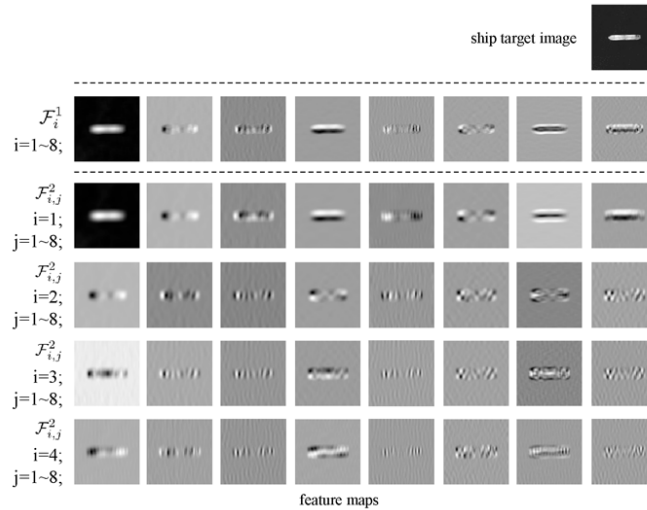 ship target image
ℱ¹ᵢ
i=1~8;
ℱ²ᵢ,ⱼ
i=1;
j=1~8;
ℱ²ᵢ,ⱼ
i=2;
j=1~8;
ℱ²ᵢ,ⱼ
i=3;
j=1~8;
ℱ²ᵢ,ⱼ
i=4;
j=1~8;
feature maps